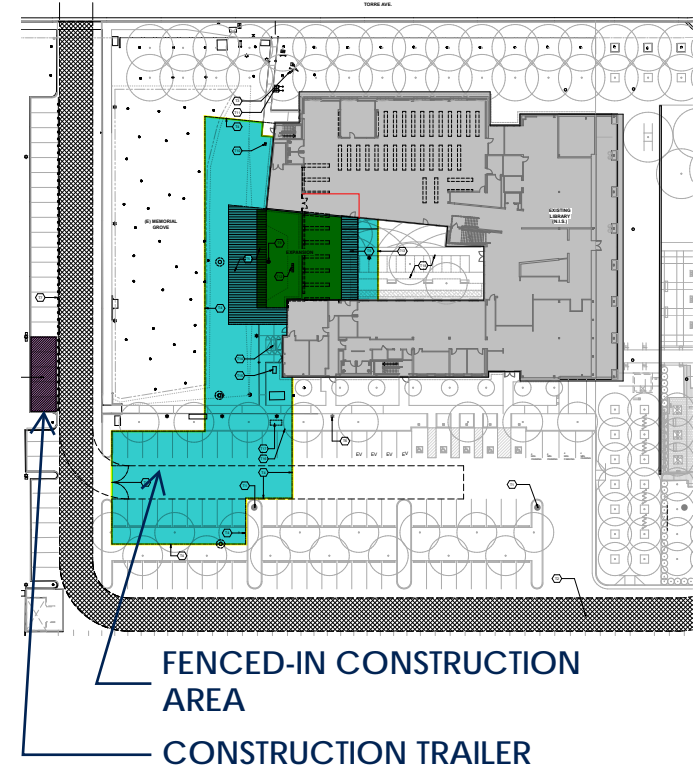 TORRE AVE.
(E) MEMORIAL
GROVE
EXISTING
LIBRARY
(N.I.S.)
EV EV EV EV
FENCED-IN CONSTRUCTION
AREA
CONSTRUCTION TRAILER